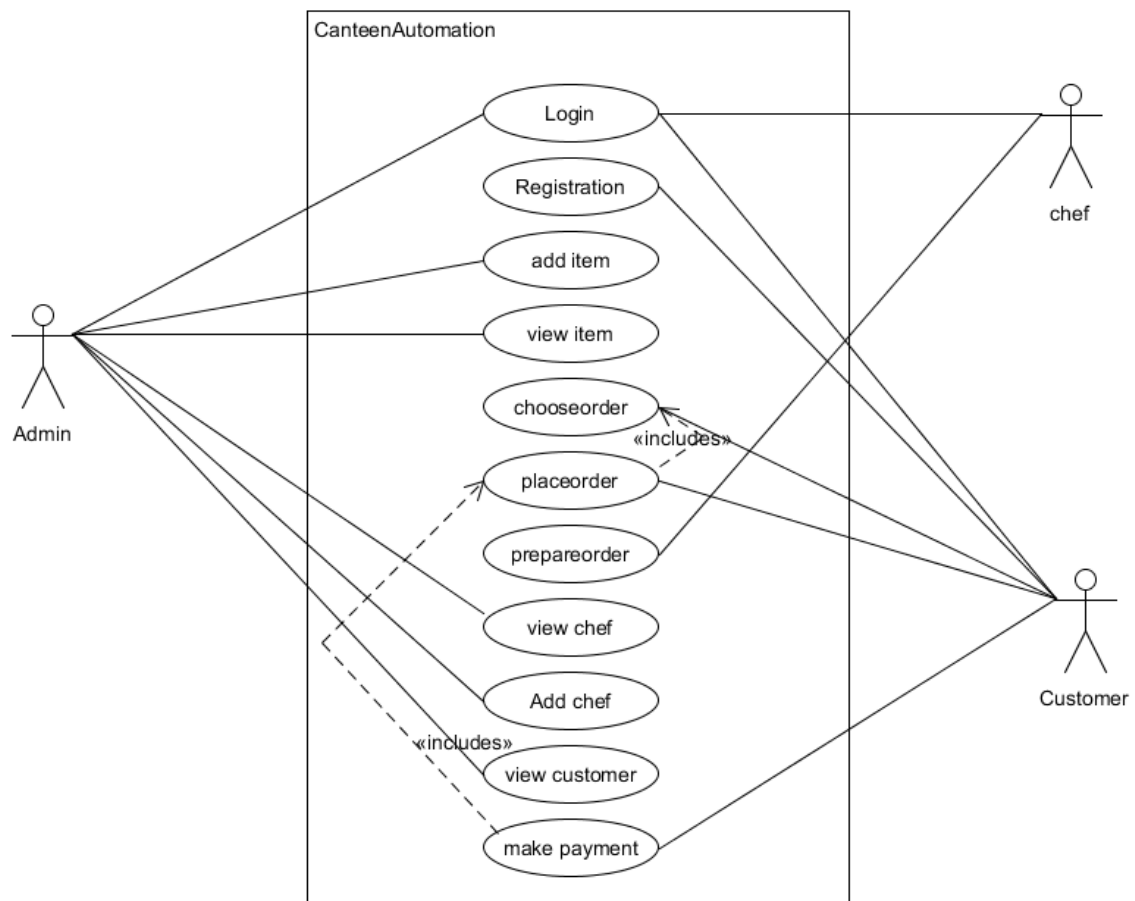 CanteenAutomation
Login
Registration
chef
add item
view item
Admin
chooseorder
«includes»
placeorder
prepareorder
view chef
Add chef
Customer
«includes»
view customer
make payment